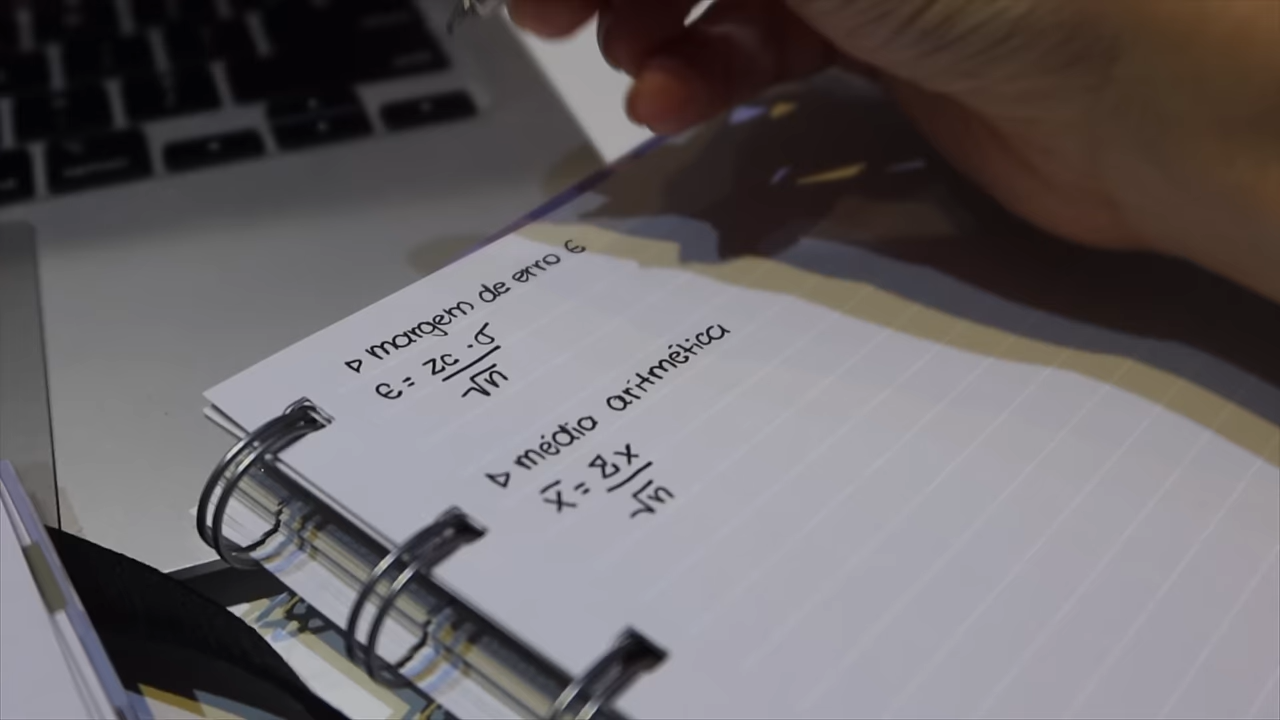 ▷ margem de erro ϵ
ϵ = zc · σ / √n
▷ média aritmética
x̄ = Σx / √n